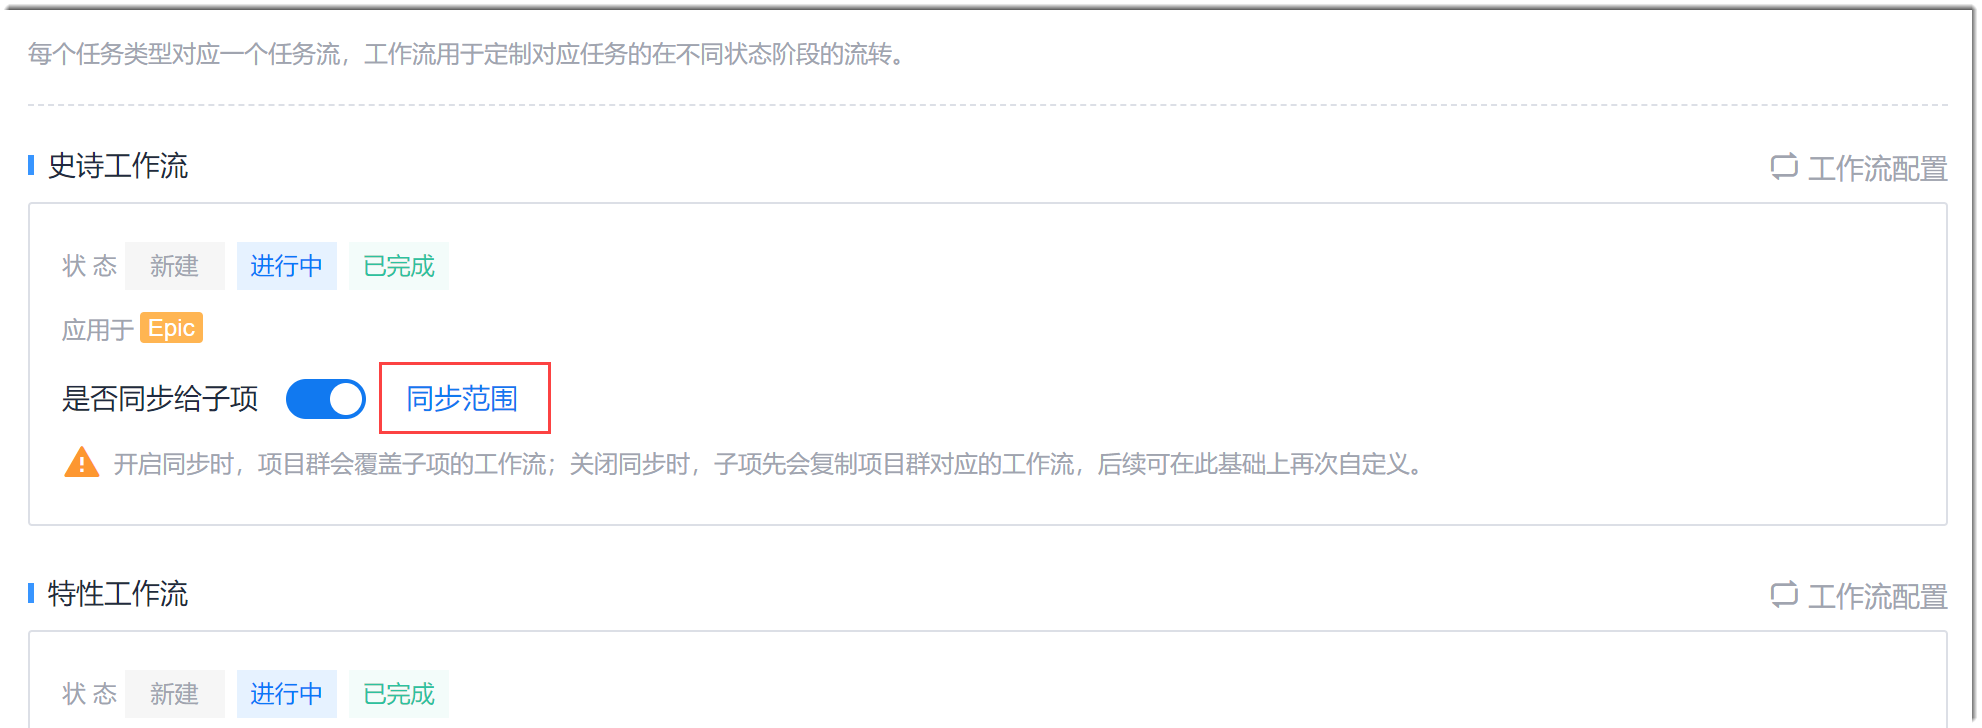 每个任务类型对应一个任务流，工作流用于定制对应任务的在不同状态阶段的流转。
史诗工作流
工作流配置
状 态 新建 进行中 已完成
应用于 Epic
是否同步给子项 同步范围
开启同步时，项目群会覆盖子项的工作流；关闭同步时，子项先会复制项目群对应的工作流，后续可在此基础上再次自定义。
特性工作流
工作流配置
状 态 新建 进行中 已完成